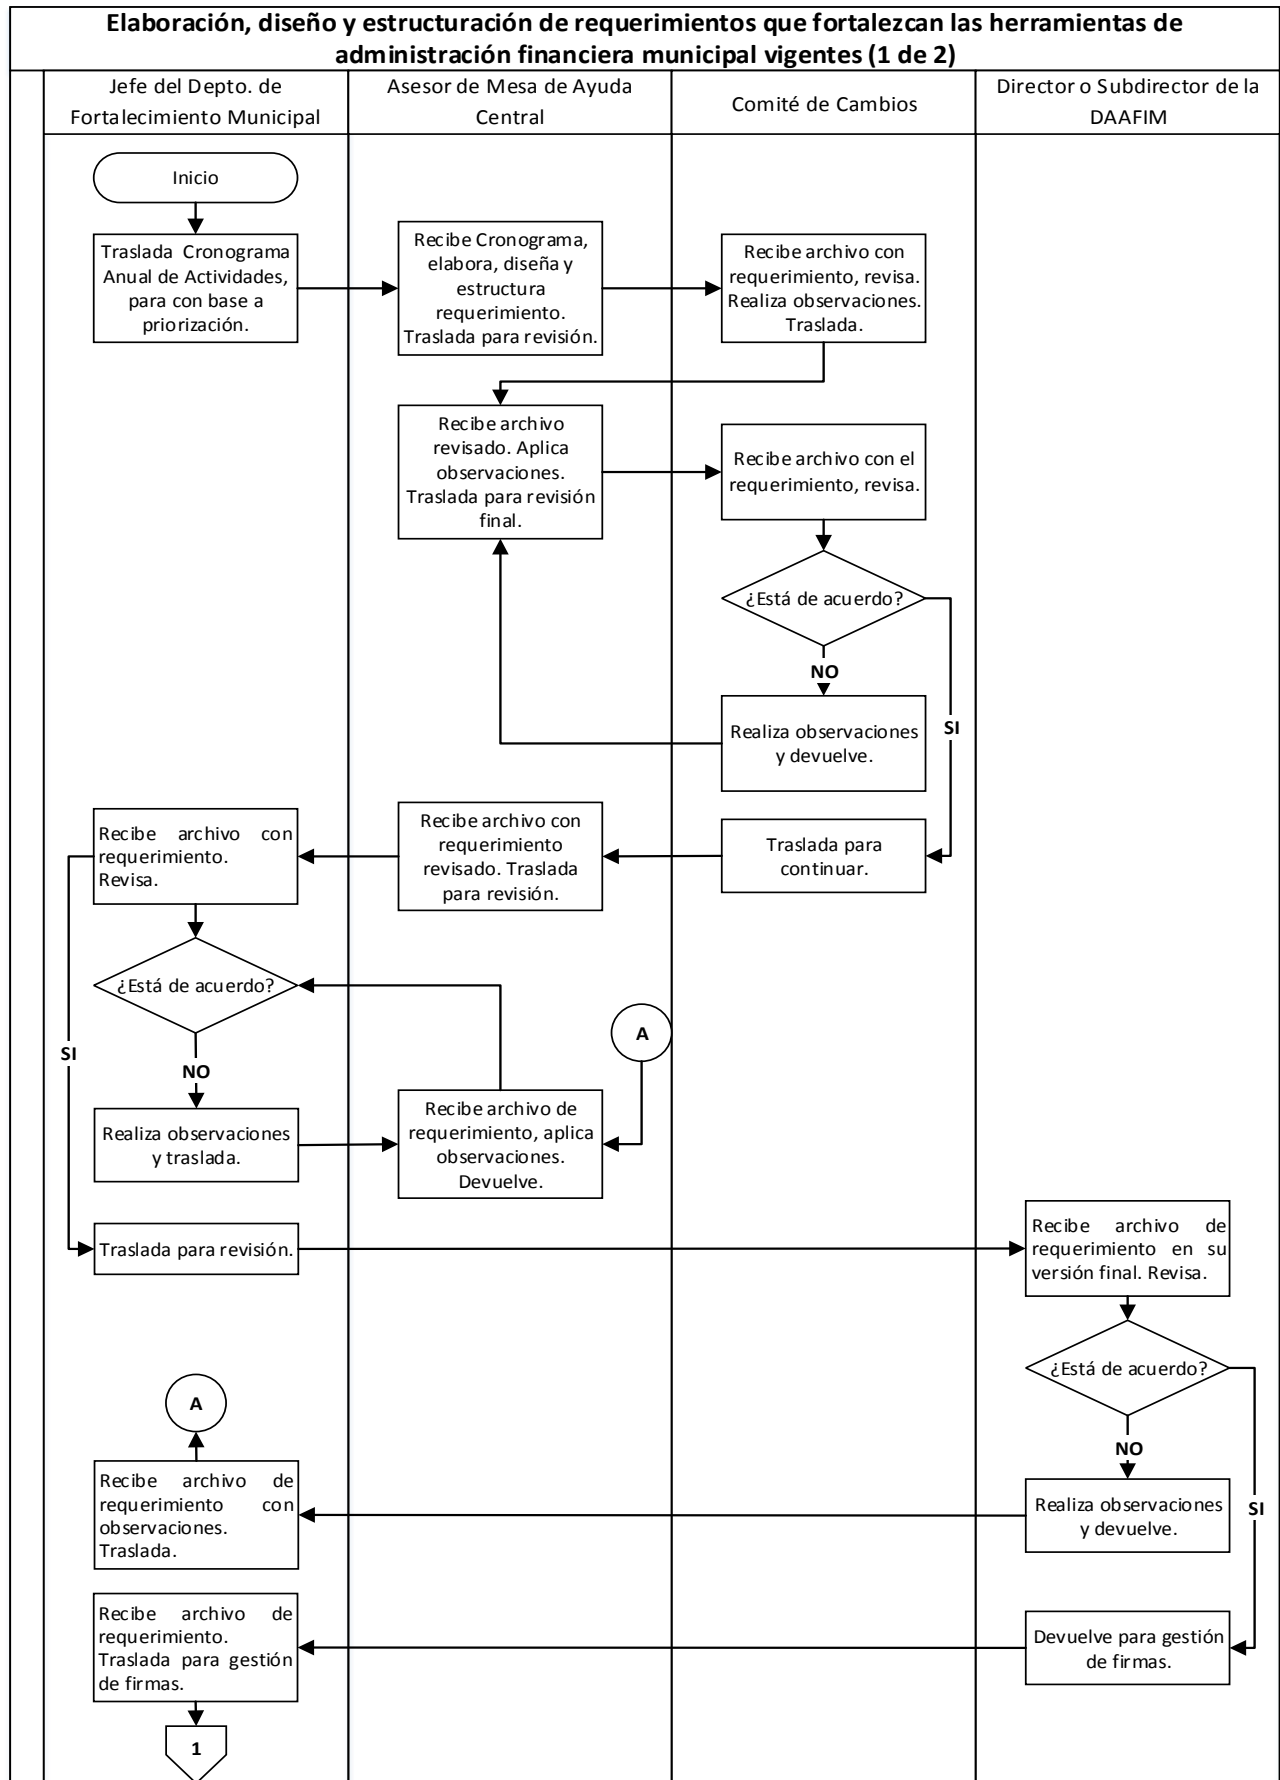 Elaboración, diseño y estructuración de requerimientos que fortalezcan las herramientas de
administración financiera municipal vigentes (1 de 2)
Jefe del Depto. de
Fortalecimiento Municipal
Asesor de Mesa de Ayuda
Central
Comité de Cambios
Director o Subdirector de la
DAAFIM
Inicio
Traslada Cronograma
Anual de Actividades,
para con base a
priorización.
Recibe Cronograma,
elabora, diseña y
estructura
requerimiento.
Traslada para revisión.
Recibe archivo con
requerimiento, revisa.
Realiza observaciones.
Traslada.
Recibe archivo
revisado. Aplica
observaciones.
Traslada para revisión
final.
Recibe archivo con el
requerimiento, revisa.
¿Está de acuerdo?
NO
SI
Realiza observaciones
y devuelve.
Traslada para
continuar.
Recibe archivo con
requerimiento
revisado. Traslada
para revisión.
Recibe archivo con
requerimiento.
Revisa.
¿Está de acuerdo?
A
SI
NO
Realiza observaciones
y traslada.
Recibe archivo de
requerimiento, aplica
observaciones.
Devuelve.
Traslada para revisión.
Recibe archivo de
requerimiento en su
versión final. Revisa.
¿Está de acuerdo?
NO
SI
Realiza observaciones
y devuelve.
A
Recibe archivo de
requerimiento con
observaciones.
Traslada.
Devuelve para gestión
de firmas.
Recibe archivo de
requerimiento.
Traslada para gestión
de firmas.
1